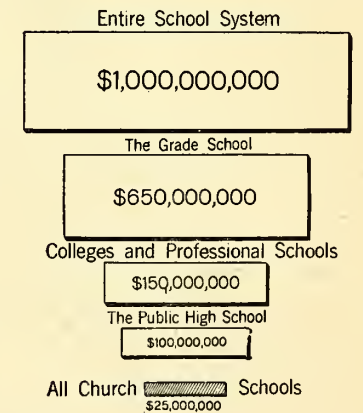 Entire School System
$1,000,000,000
The Grade School
$650,000,000
Colleges and Professional Schools
$150,000,000
The Public High School
$100,000,000
All Church Schools
$25,000,000